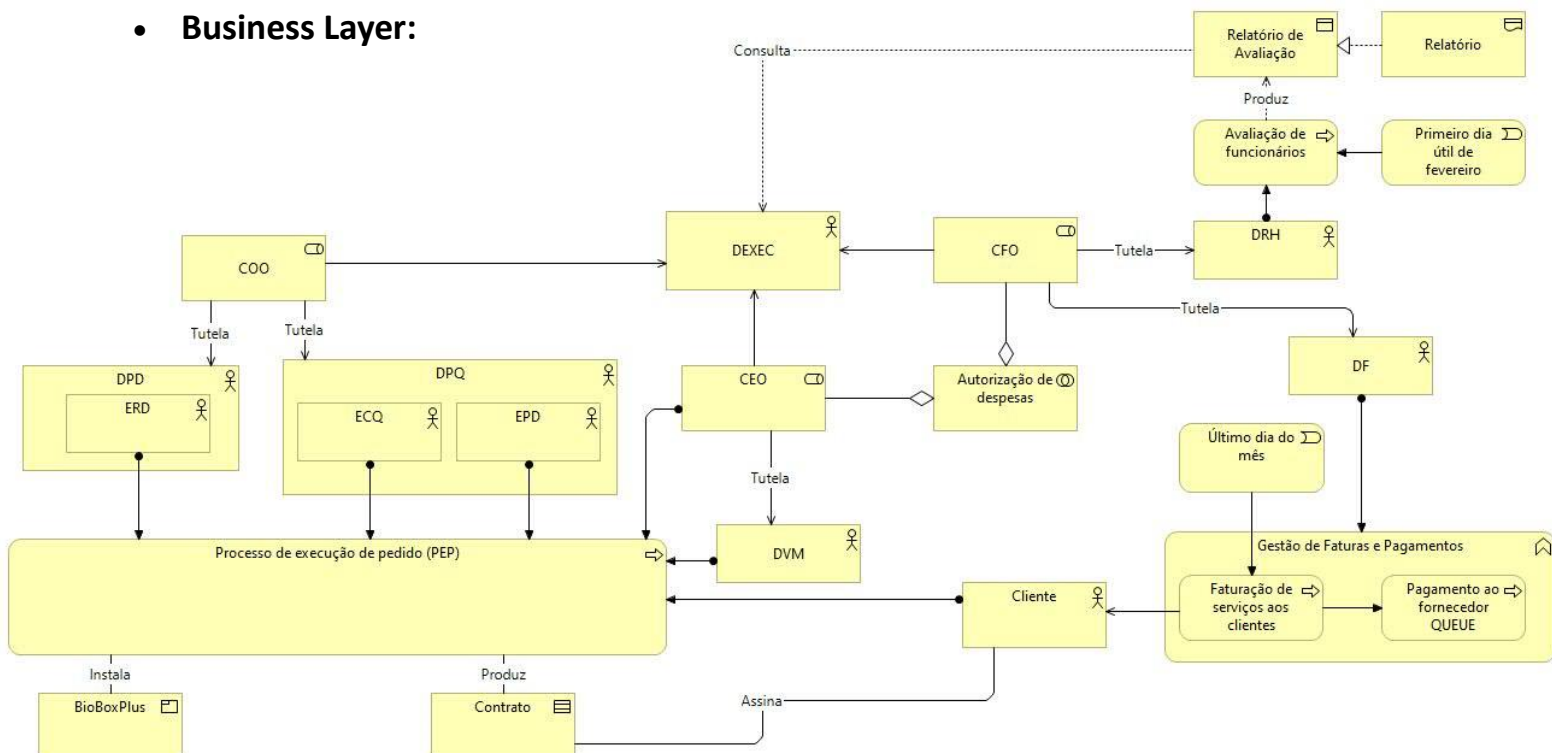 • Business Layer:
Relatório de
Avaliação
Relatório
Consulta
Produz
Avaliação de
funcionários
Primeiro dia
útil de
fevereiro
COO
DEXEC
CFO
Tutela
DRH
Tutela
Tutela
Tutela
DPD
ERD
DPQ
ECQ
EPD
CEO
Autorização de
despesas
DF
Último dia do
mês
Tutela
Processo de execução de pedido (PEP)
DVM
Gestão de Faturas e Pagamentos
Cliente
Faturação de
serviços aos
clientes
Pagamento ao
fornecedor
QUEUE
Instala
Produz
Assina
BioBoxPlus
Contrato